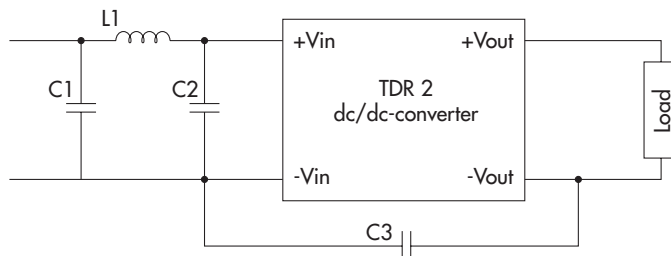 L1
+Vin
+Vout
C1
C2
TDR 2
dc/dc-converter
Load
-Vin
-Vout
C3